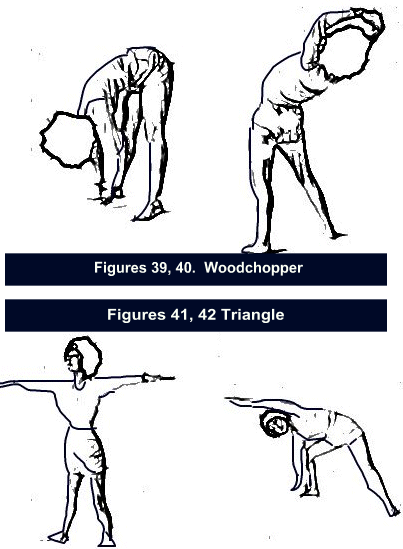 Figures 39, 40.  Woodchopper
Figures 41, 42 Triangle